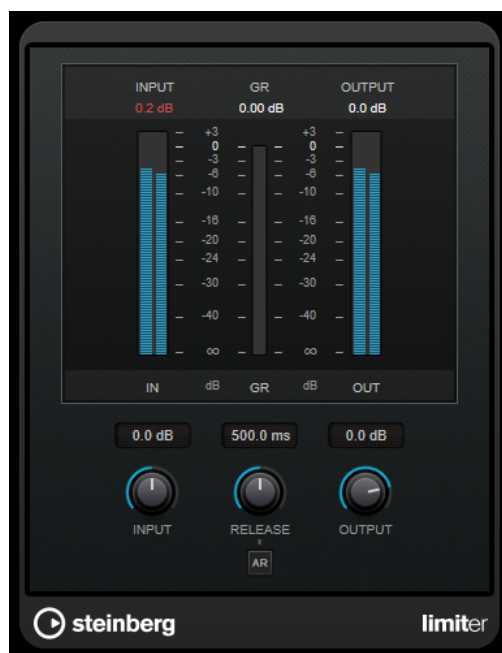 INPUT GR OUTPUT
0.2 dB 0.00 dB 0.0 dB
+3 +3
0 0
-3 -3
-6 -6
-10 -10
-16 -16
-20 -20
-24 -24
-30 -30
-40 -40
∞ ∞
IN dB GR dB OUT
0.0 dB 500.0 ms 0.0 dB
INPUT RELEASE OUTPUT
AR
steinberg limiter